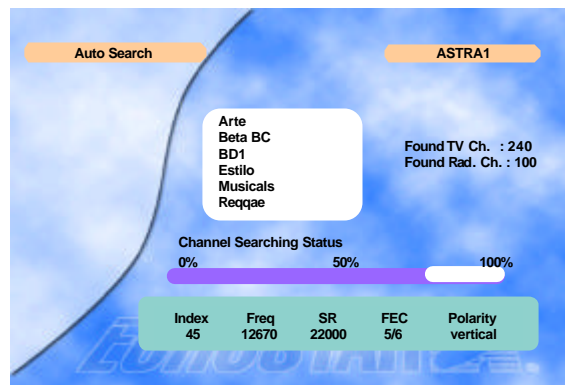 Auto Search
ASTRA1
Arte
Beta BC
BD1
Estilo
Musicals
Reqqae
Found TV Ch. : 240
Found Rad. Ch. : 100
Channel Searching Status
0% 50% 100%
Index Freq SR FEC Polarity
45 12670 22000 5/6 vertical